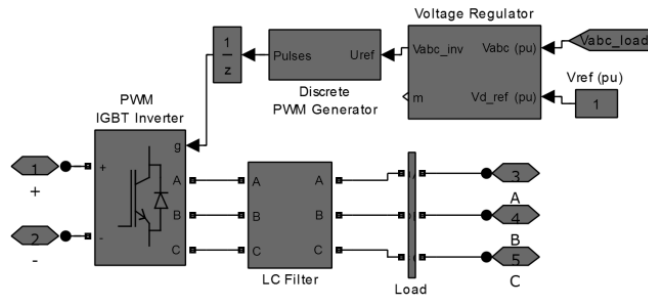 Voltage Regulator
1
z
Pulses Uref
Vabc_inv Vabc (pu)
Vabc_load
Discrete
PWM Generator
m Vd_ref (pu)
Vref (pu)
1
PWM
IGBT Inverter
g
1
+
+
A
B
C
A A
B B
C C
3
A
4
B
2
-
-
5
C
LC Filter
Load